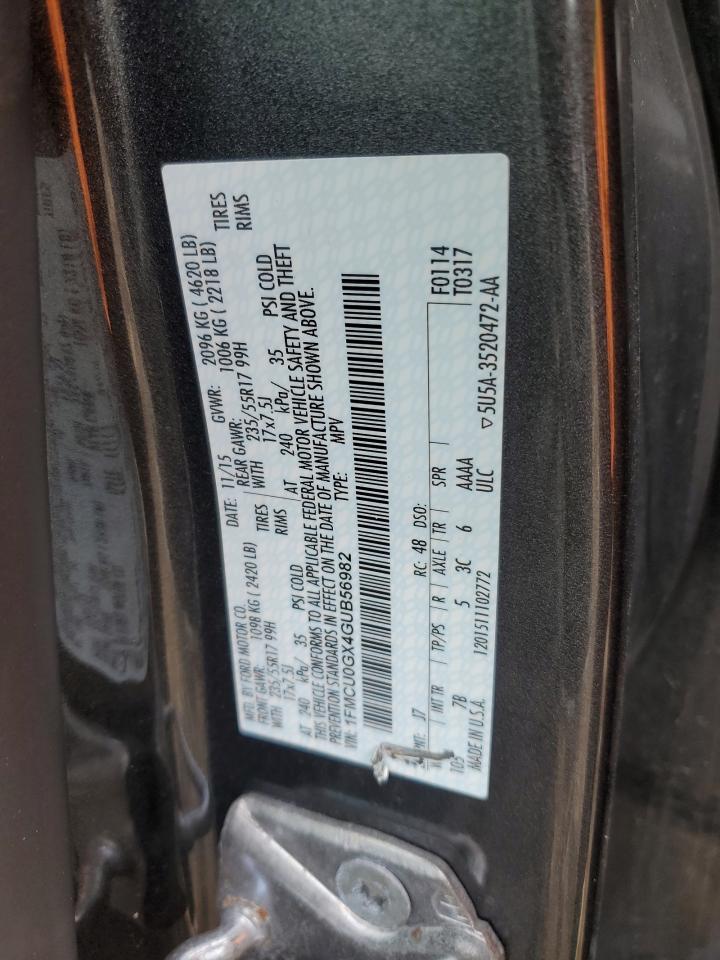 MFD. BY FORD MOTOR CO. DATE: 11/15 GVWR: 2096 KG ( 4620 LB)
FRONT GAWR: 1098 KG ( 2420 LB) REAR GAWR: 1006 KG ( 2218 LB)
WITH 235/55R17 99H TIRES WITH 235/55R17 99H TIRES
17x7.5J RIMS 17x7.5J RIMS
AT 240 kPa/ 35 PSI COLD AT 240 kPa/ 35 PSI COLD
THIS VEHICLE CONFORMS TO ALL APPLICABLE FEDERAL MOTOR VEHICLE SAFETY AND THEFT
PREVENTION STANDARDS IN EFFECT ON THE DATE OF MANUFACTURE SHOWN ABOVE.
VIN: 1FMCU0GX4GUB56982 TYPE: MPV
J7 RC: 48 DSO: F0114
INT TR TP/PS R AXLE TR SPR T0317
105 7B 5 3C 6 AAAA
ULC
MADE IN U.S.A. 1201511102772 5U5A-3520472-AA